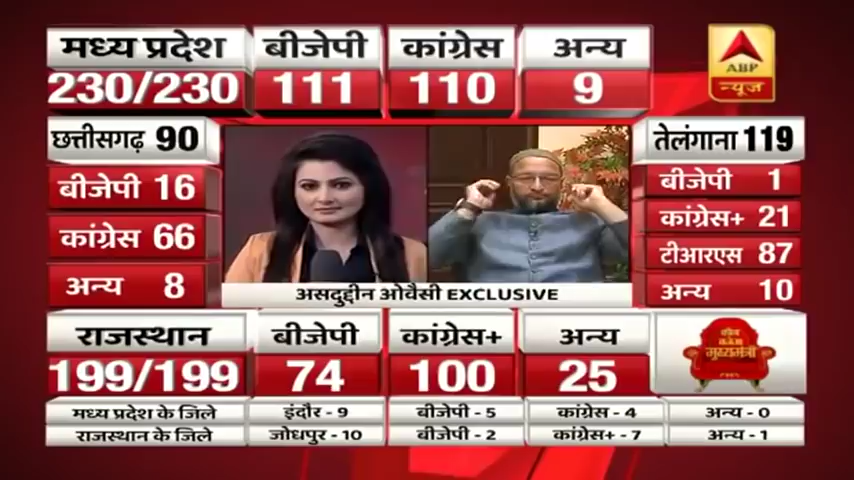 मध्य प्रदेश बीजेपी कांग्रेस अन्य
230/230 111 110 9
ABP
न्यूज़
छत्तीसगढ़ 90
बीजेपी 16
कांग्रेस 66
अन्य 8
तेलंगाना 119
बीजेपी 1
कांग्रेस+ 21
टीआरएस 87
अन्य 10
असदुद्दीन ओवैसी EXCLUSIVE
राजस्थान बीजेपी कांग्रेस+ अन्य
199/199 74 100 25
मुख्यमंत्री
मध्य प्रदेश के जिले इंदौर - 9 बीजेपी - 5 कांग्रेस - 4 अन्य - 0
राजस्थान के जिले जोधपुर - 10 बीजेपी - 2 कांग्रेस+ - 7 अन्य - 1